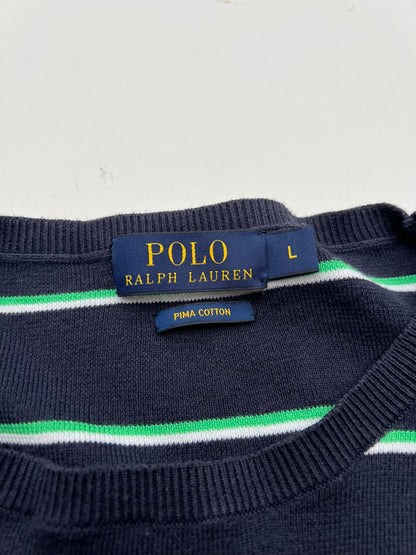 POLO
RALPH LAUREN
L
PIMA COTTON